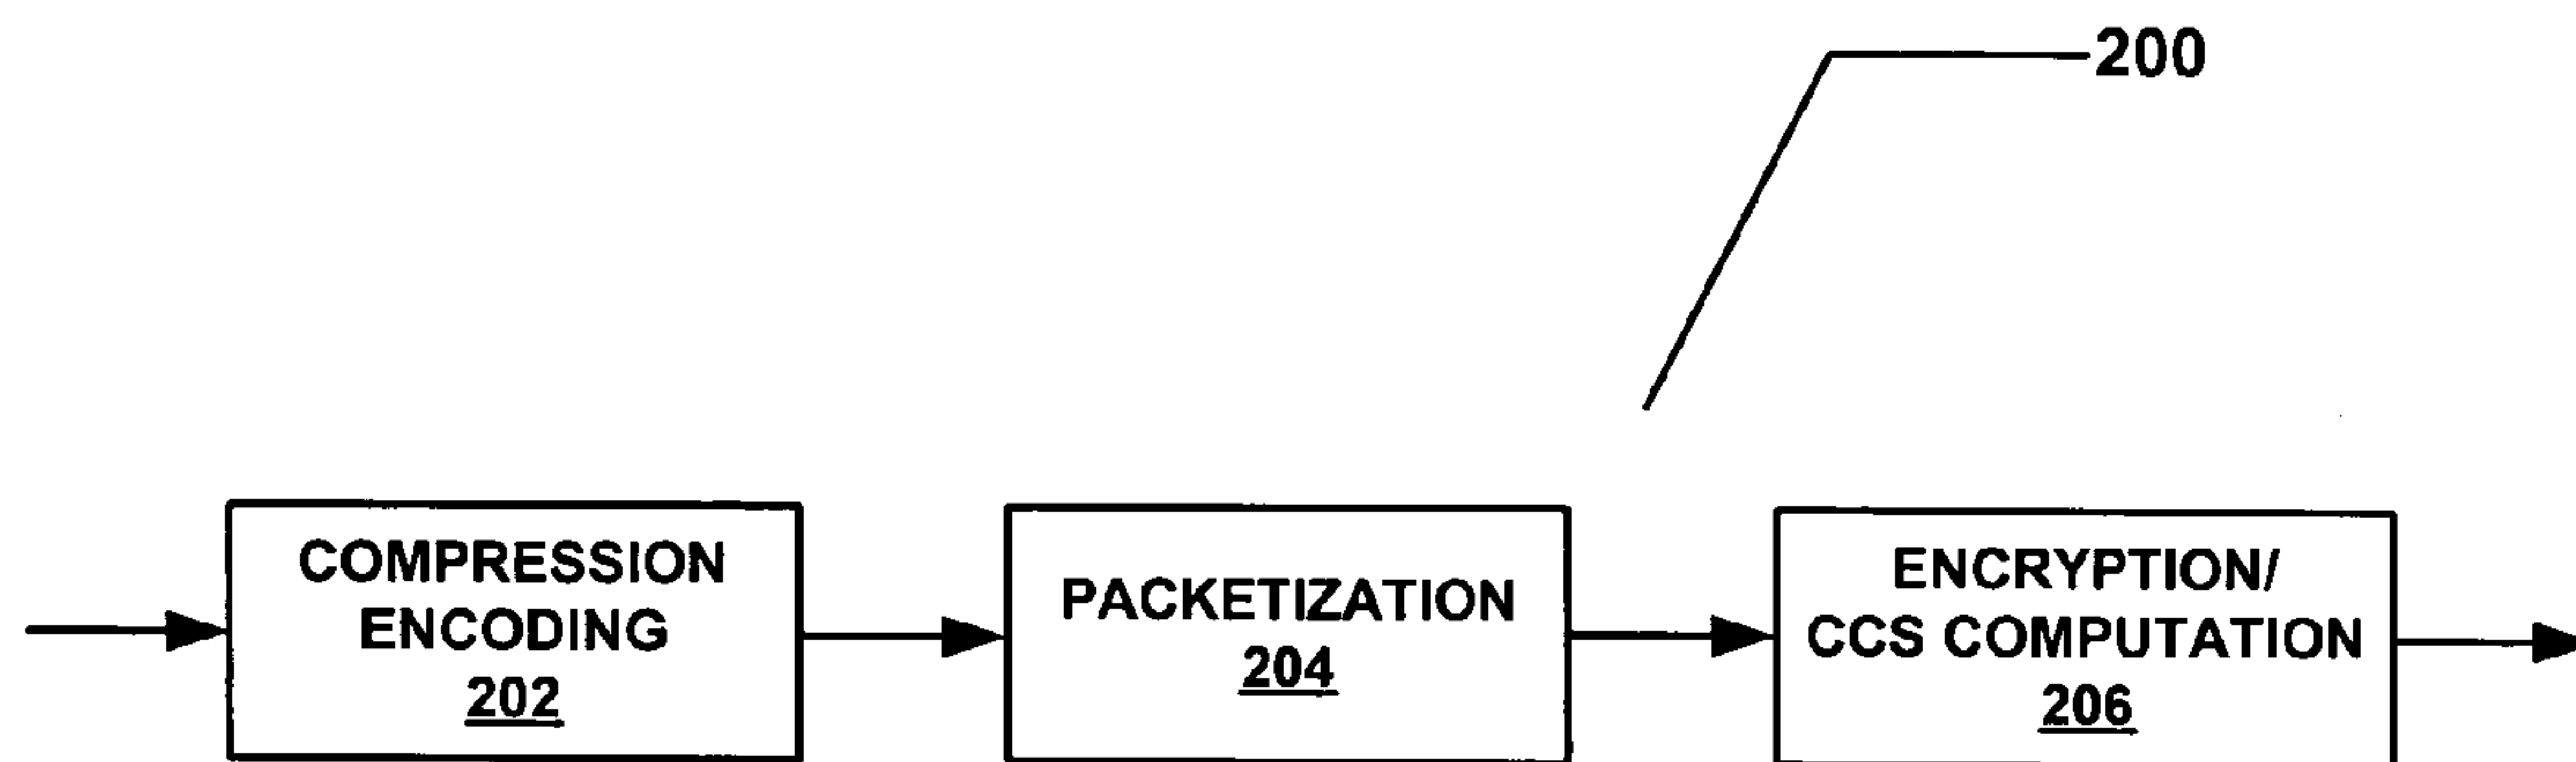 200
COMPRESSION
ENCODING
202
PACKETIZATION
204
ENCRYPTION/
CCS COMPUTATION
206